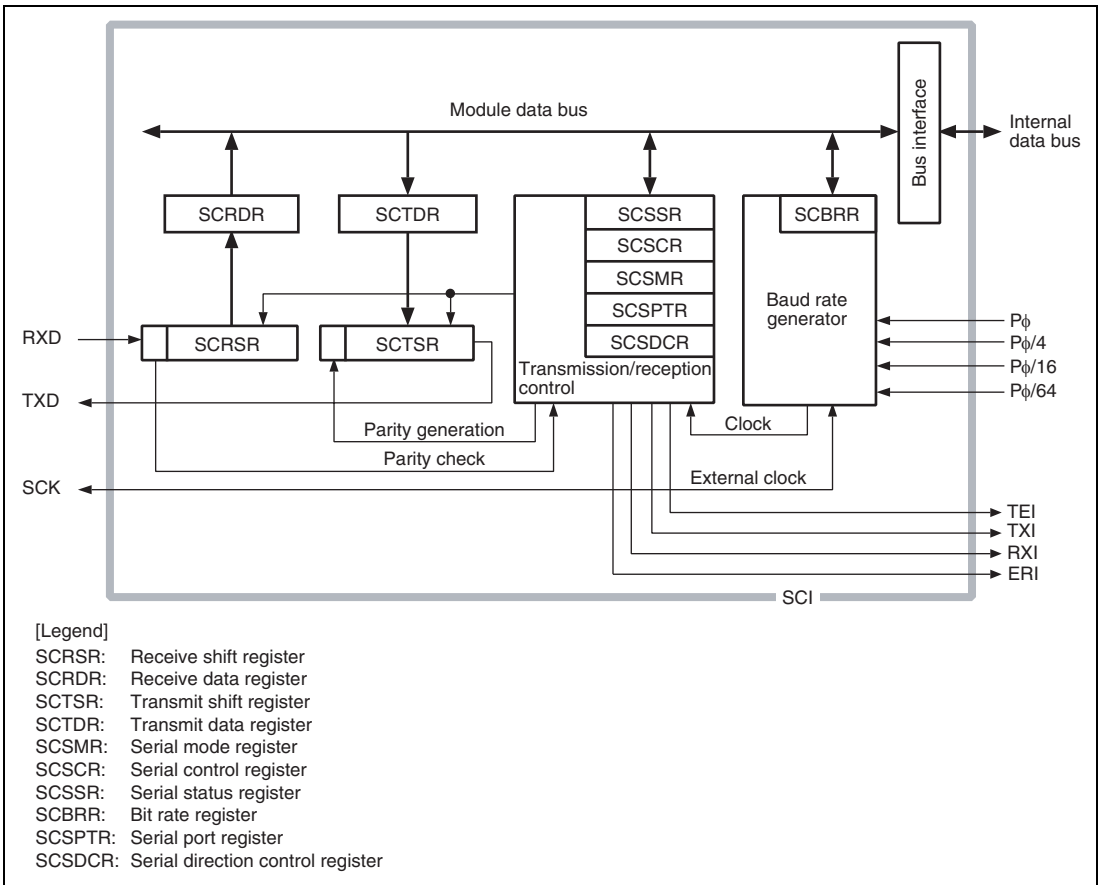 Module data bus
Bus interface
Internal
data bus
SCRDR
SCTDR
SCSSR
SCBRR
SCSCR
SCSMR
SCSPTR
SCSDCR
Baud rate
generator
Transmission/reception
control
RXD
SCRSR
SCTSR
Pϕ
Pϕ/4
Pϕ/16
Pϕ/64
TXD
Parity generation
Clock
Parity check
SCK
External clock
TEI
TXI
RXI
ERI
SCI
[Legend]
SCRSR: Receive shift register
SCRDR: Receive data register
SCTSR: Transmit shift register
SCTDR: Transmit data register
SCSMR: Serial mode register
SCSCR: Serial control register
SCSSR: Serial status register
SCBRR: Bit rate register
SCSPTR: Serial port register
SCSDCR: Serial direction control register